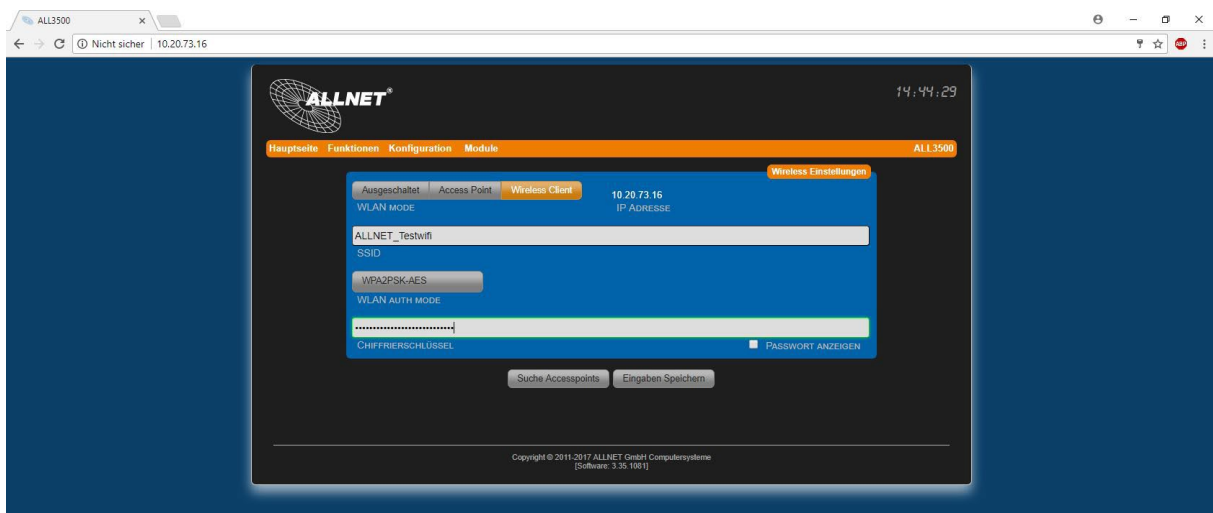 ALL3500
Nicht sicher | 10.20.73.16
ABP
ALLNET®
14:44:29
Hauptseite Funktionen Konfiguration Module ALL3500
Wireless Einstellungen
Ausgeschaltet Access Point Wireless Client 10.20.73.16
WLAN MODE IP ADRESSE
ALLNET_Testwifi
SSID
WPA2PSK-AES
WLAN AUTH MODE
CHIFFRIERSCHLÜSSEL PASSWORT ANZEIGEN
Suche Accesspoints Eingaben Speichern
Copyright © 2011-2017 ALLNET GmbH Computersysteme
[Software: 3.35.1081]